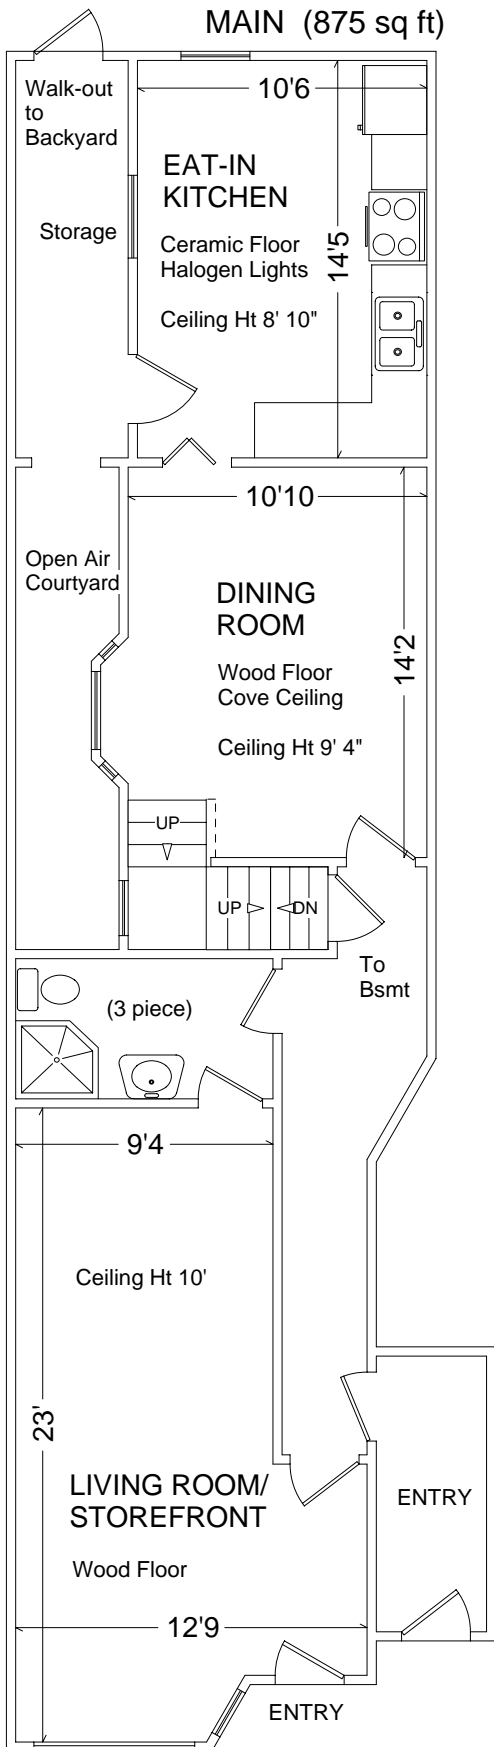 MAIN (875 sq ft)
Walk-out
to
Backyard
10'6
EAT-IN
KITCHEN
Storage
Ceramic Floor
Halogen Lights
14'5
Ceiling Ht 8' 10"
10'10
Open Air
Courtyard
DINING
ROOM
14'2
Wood Floor
Cove Ceiling
Ceiling Ht 9' 4"
UP
UP
DN
To
Bsmt
(3 piece)
9'4
Ceiling Ht 10'
23'
LIVING ROOM/
STOREFRONT
ENTRY
Wood Floor
12'9
ENTRY